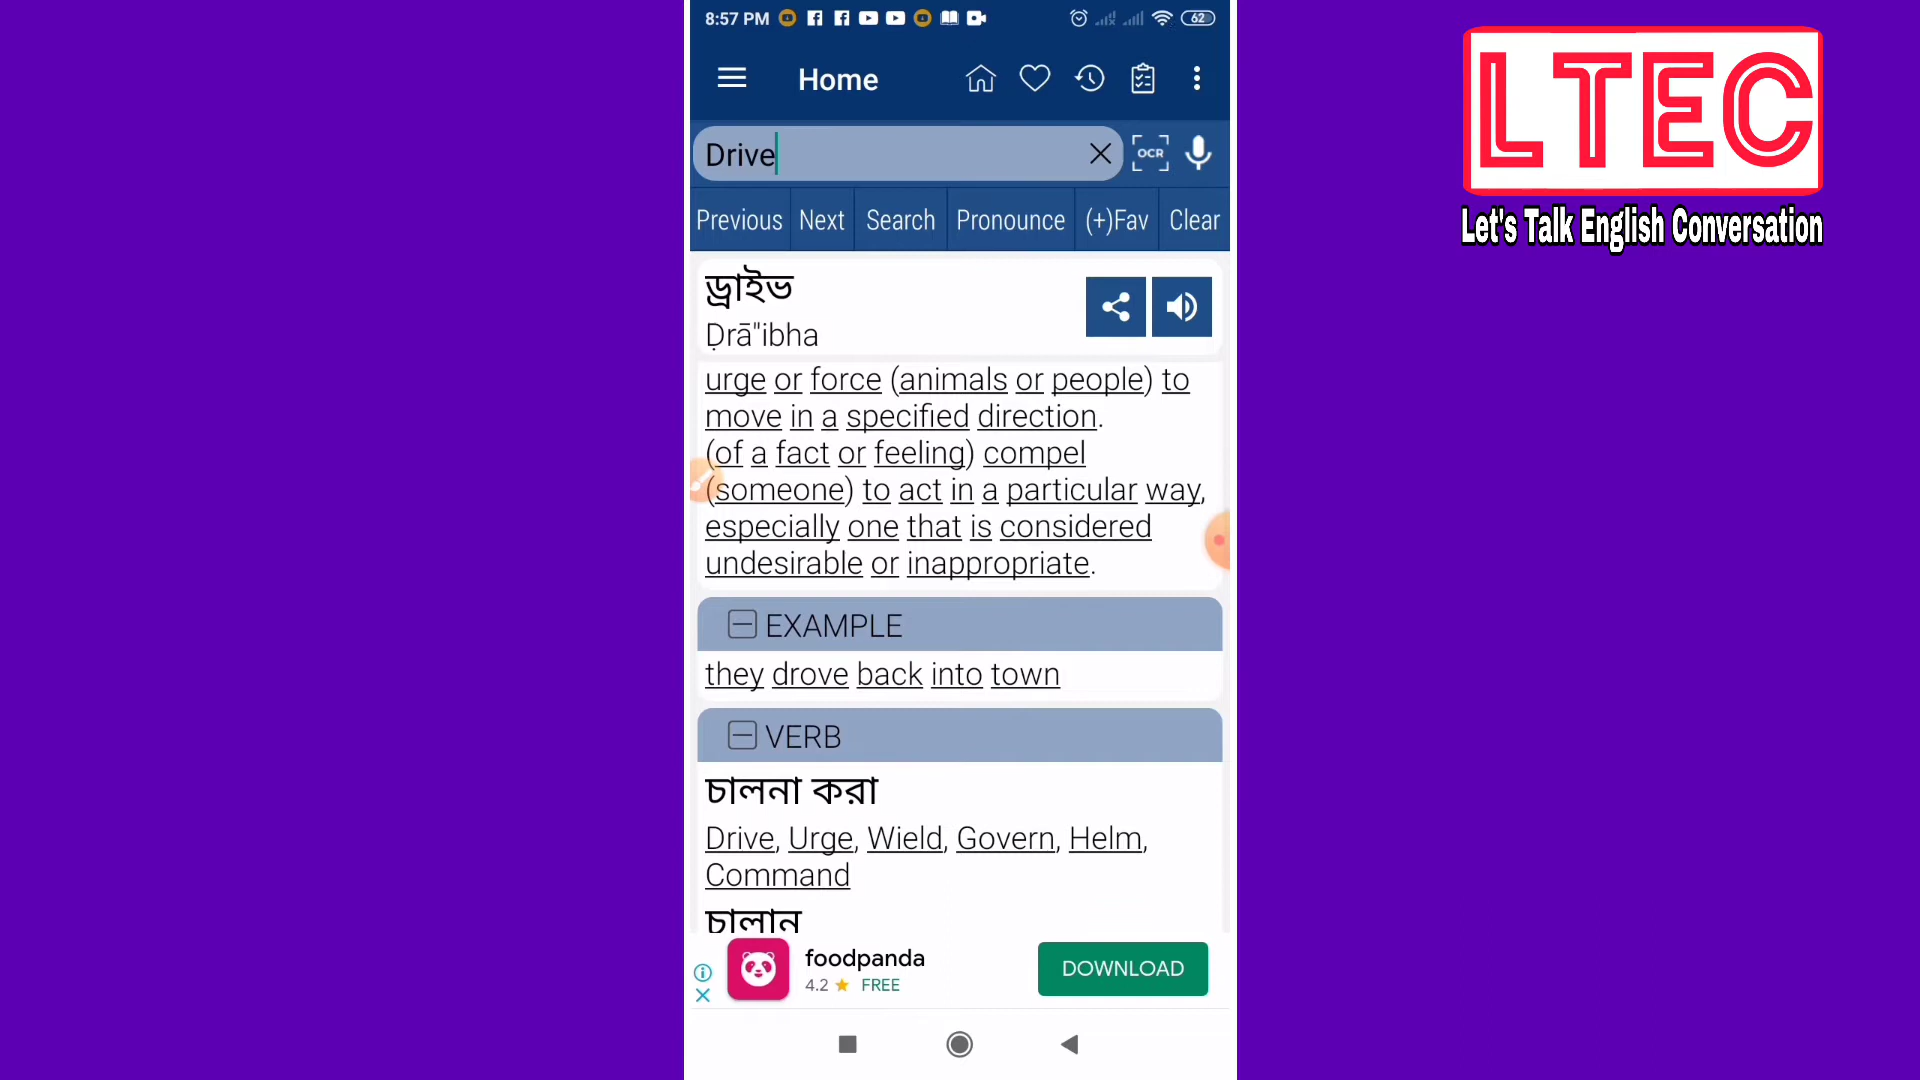 8:57 PM
62
LTEC
Let's Talk English Conversation
Home
Drive
OCR
Previous Next Search Pronounce (+)Fav Clear
ড্রাইভ
Ḍrā"ibha
urge or force (animals or people) to
move in a specified direction.
(of a fact or feeling) compel
(someone) to act in a particular way,
especially one that is considered
undesirable or inappropriate.
EXAMPLE
they drove back into town
VERB
চালনা করা
Drive, Urge, Wield, Govern, Helm,
Command
চালান
foodpanda
4.2 FREE
DOWNLOAD